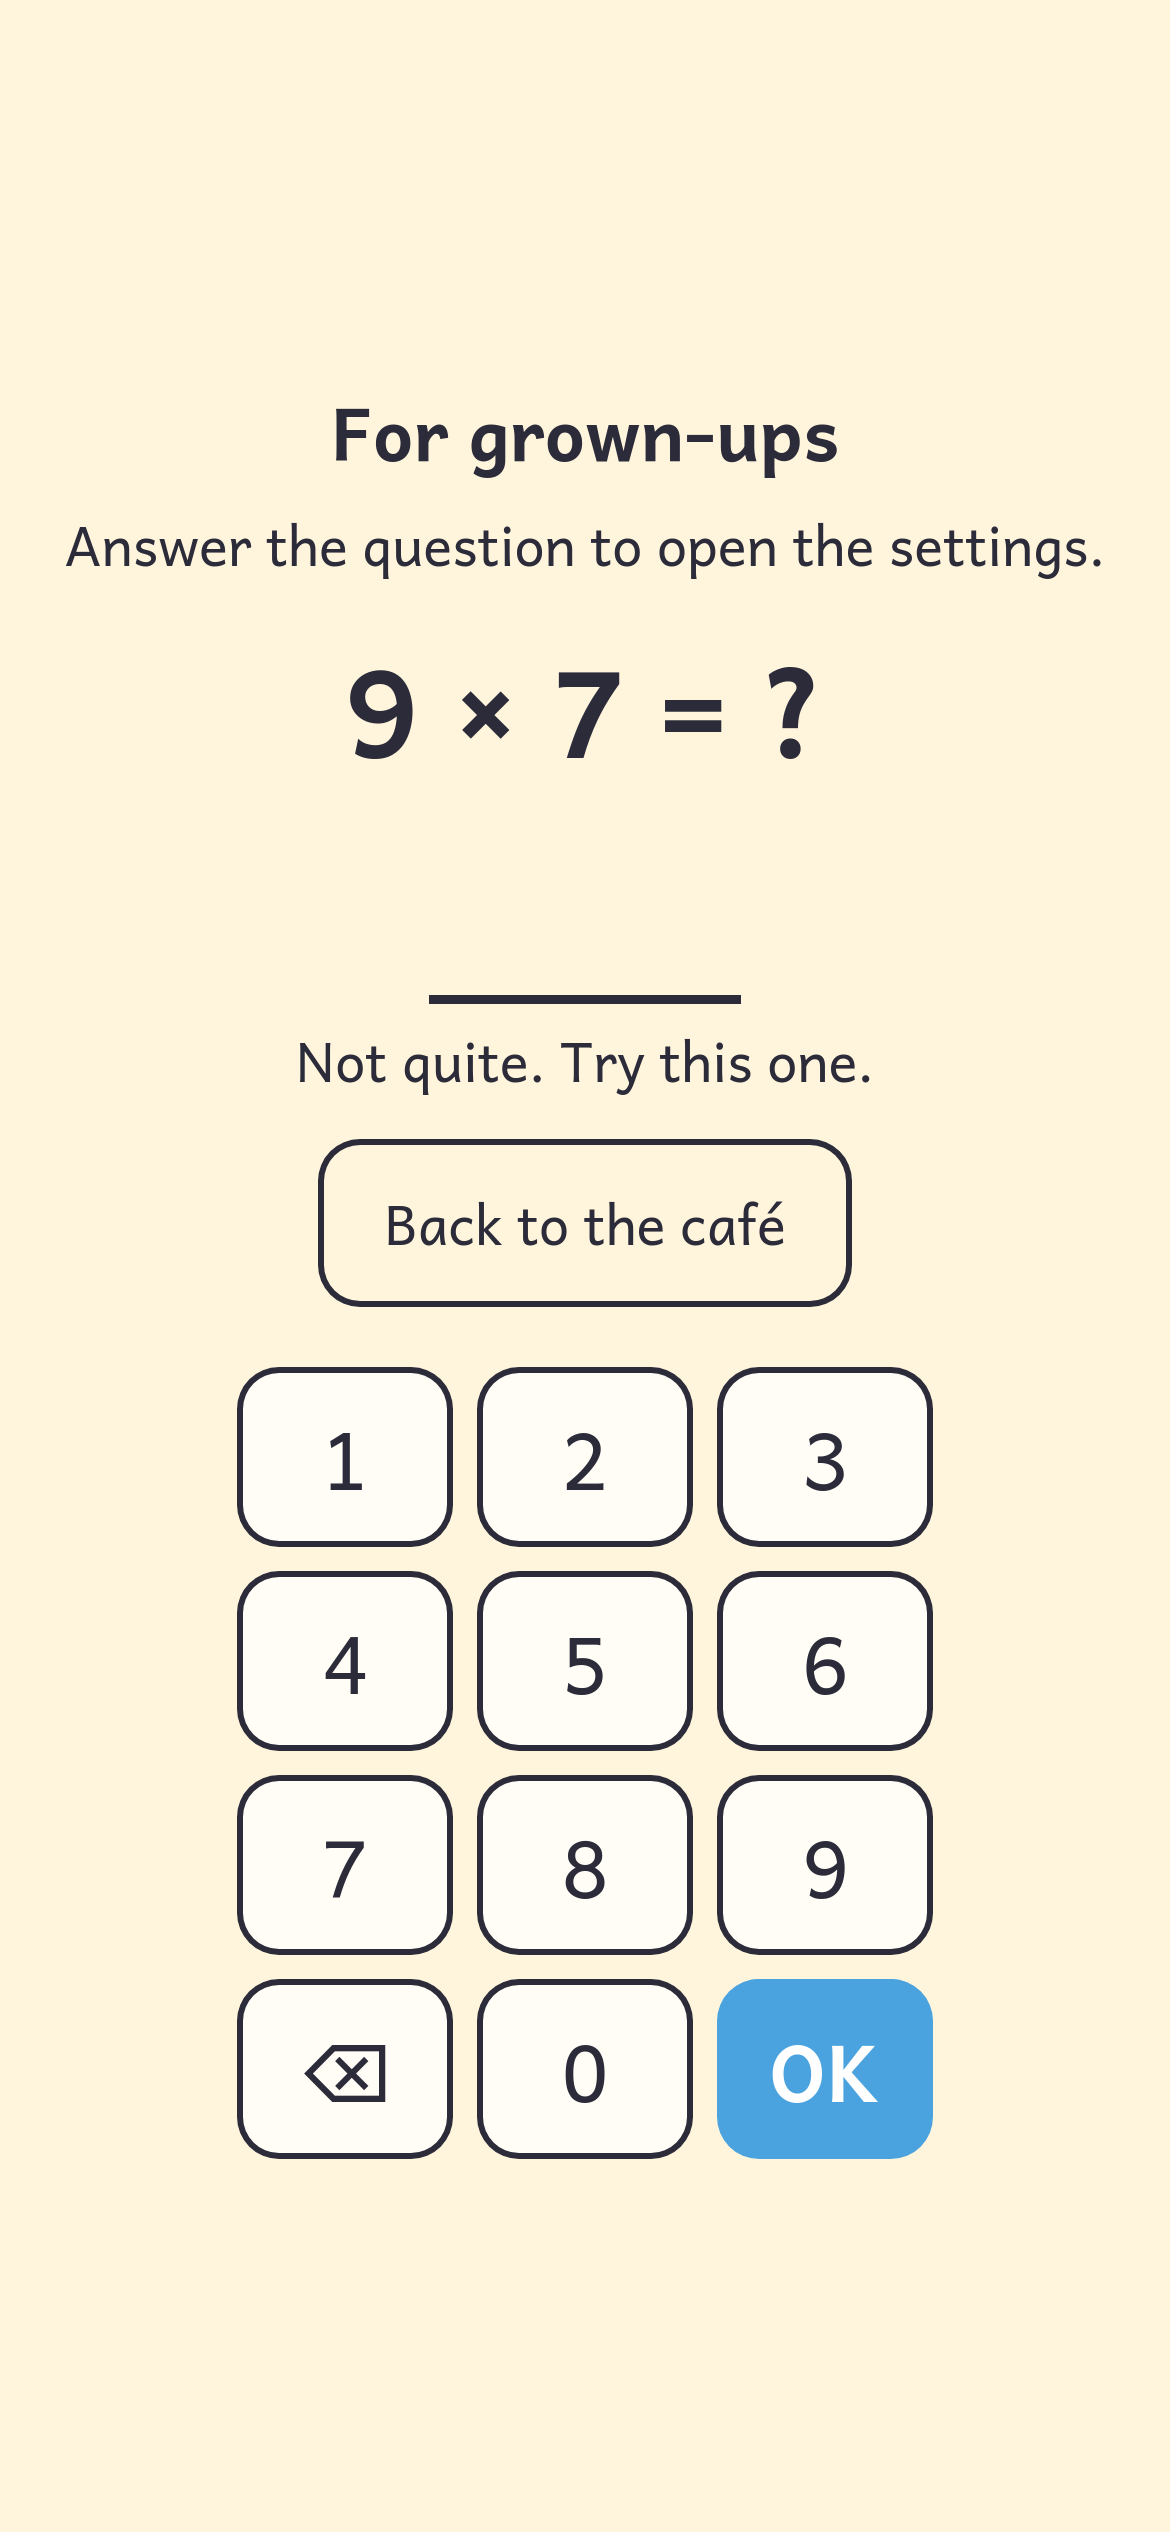 For grown-ups
Answer the question to open the settings.
9 × 7 = ?
Not quite. Try this one.
Back to the café
1 2 3
4 5 6
7 8 9
0 OK